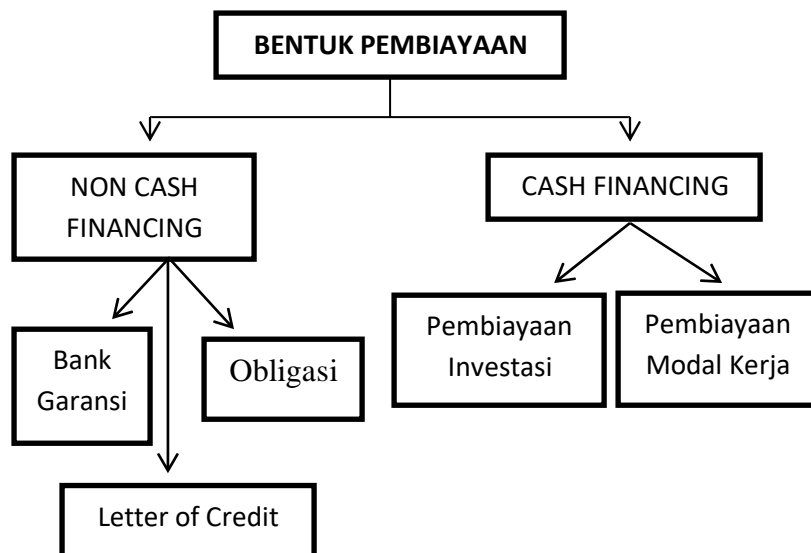 BENTUK PEMBIAYAAN
NON CASH
FINANCING
CASH FINANCING
Bank
Garansi
Obligasi
Pembiayaan
Investasi
Pembiayaan
Modal Kerja
Letter of Credit